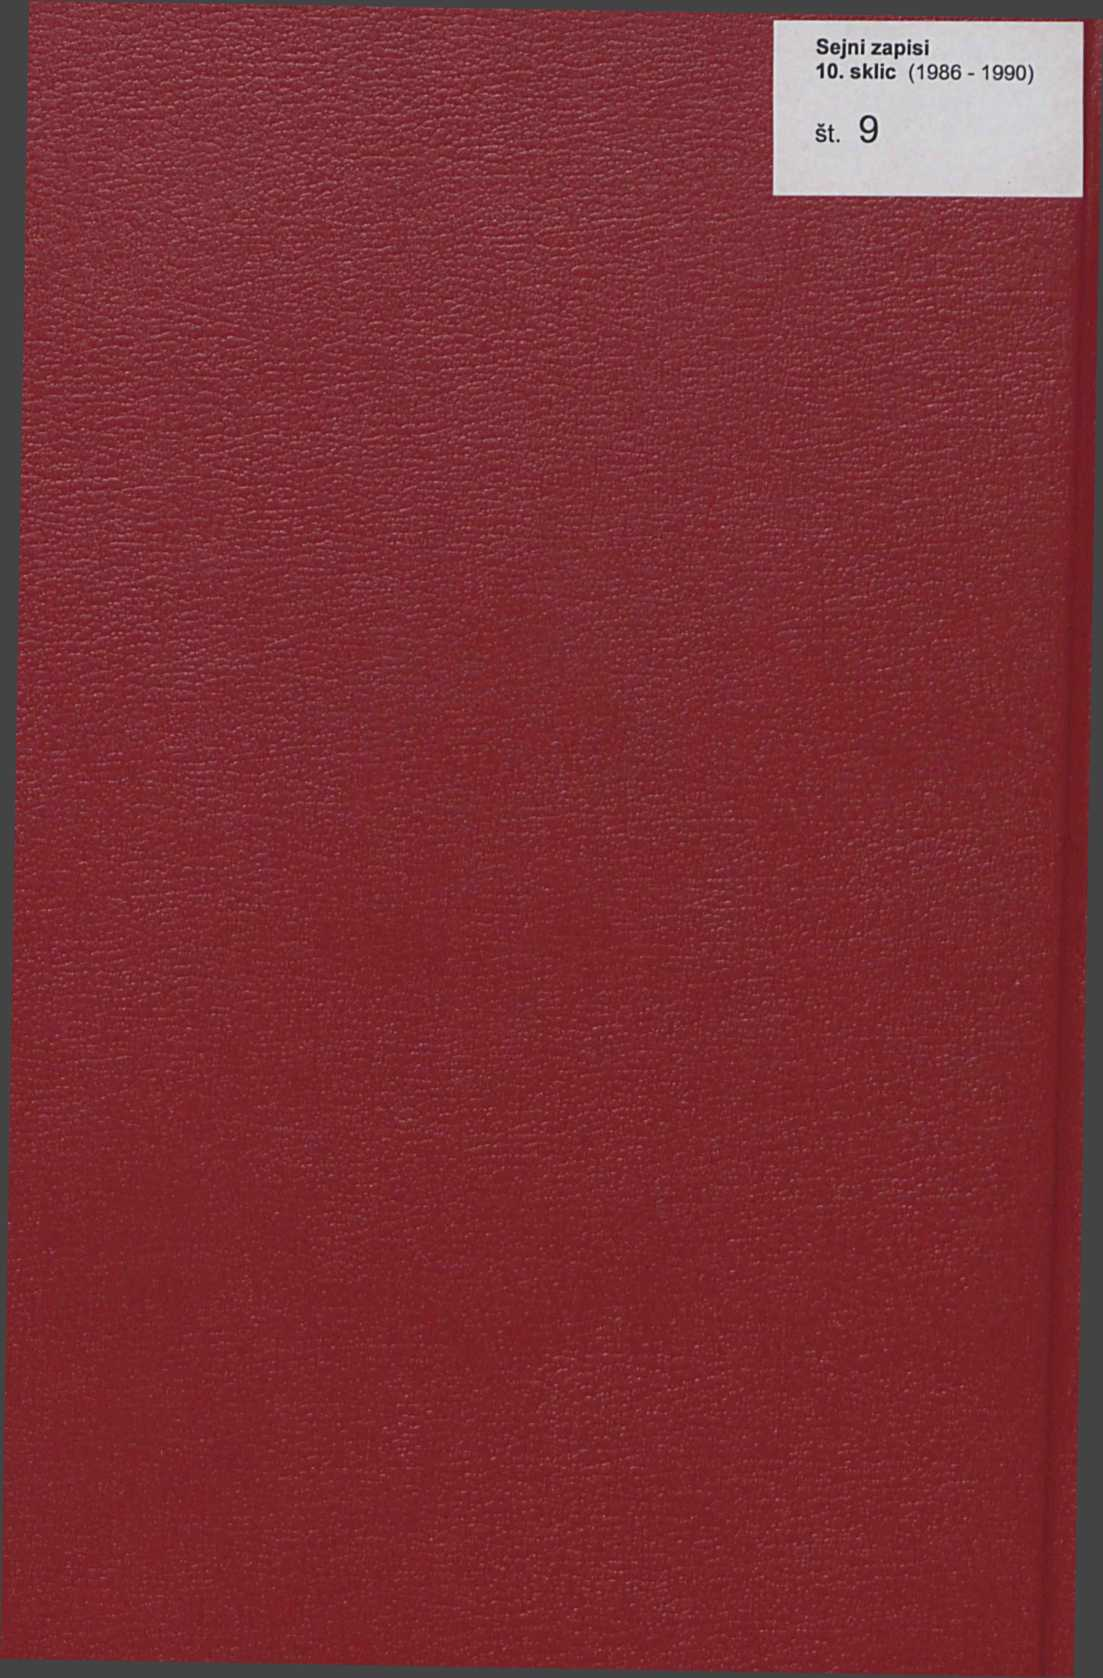 Sejni zapisi
10. sklic (1986 - 1990)
št. 9